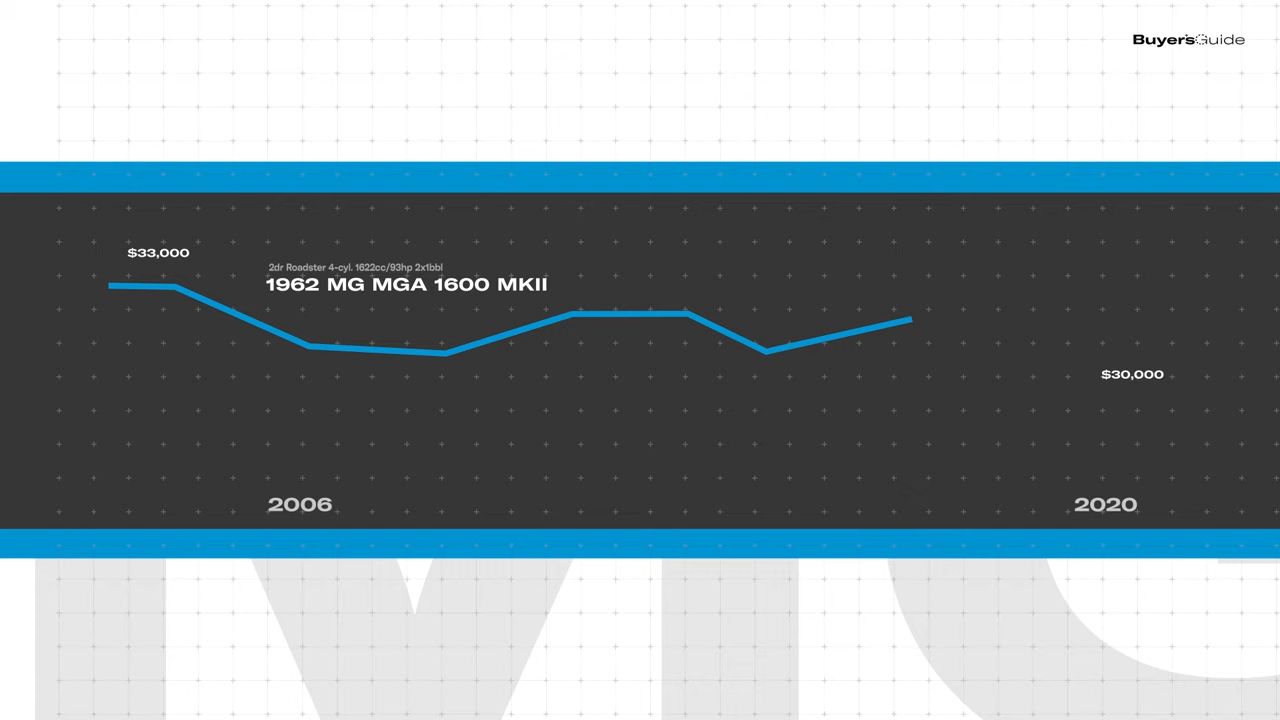 Buyer's Guide
$33,000
2dr Roadster 4-cyl. 1622cc/93hp 2x1bbl
1962 MG MGA 1600 MKII
$30,000
2006
2020
MG